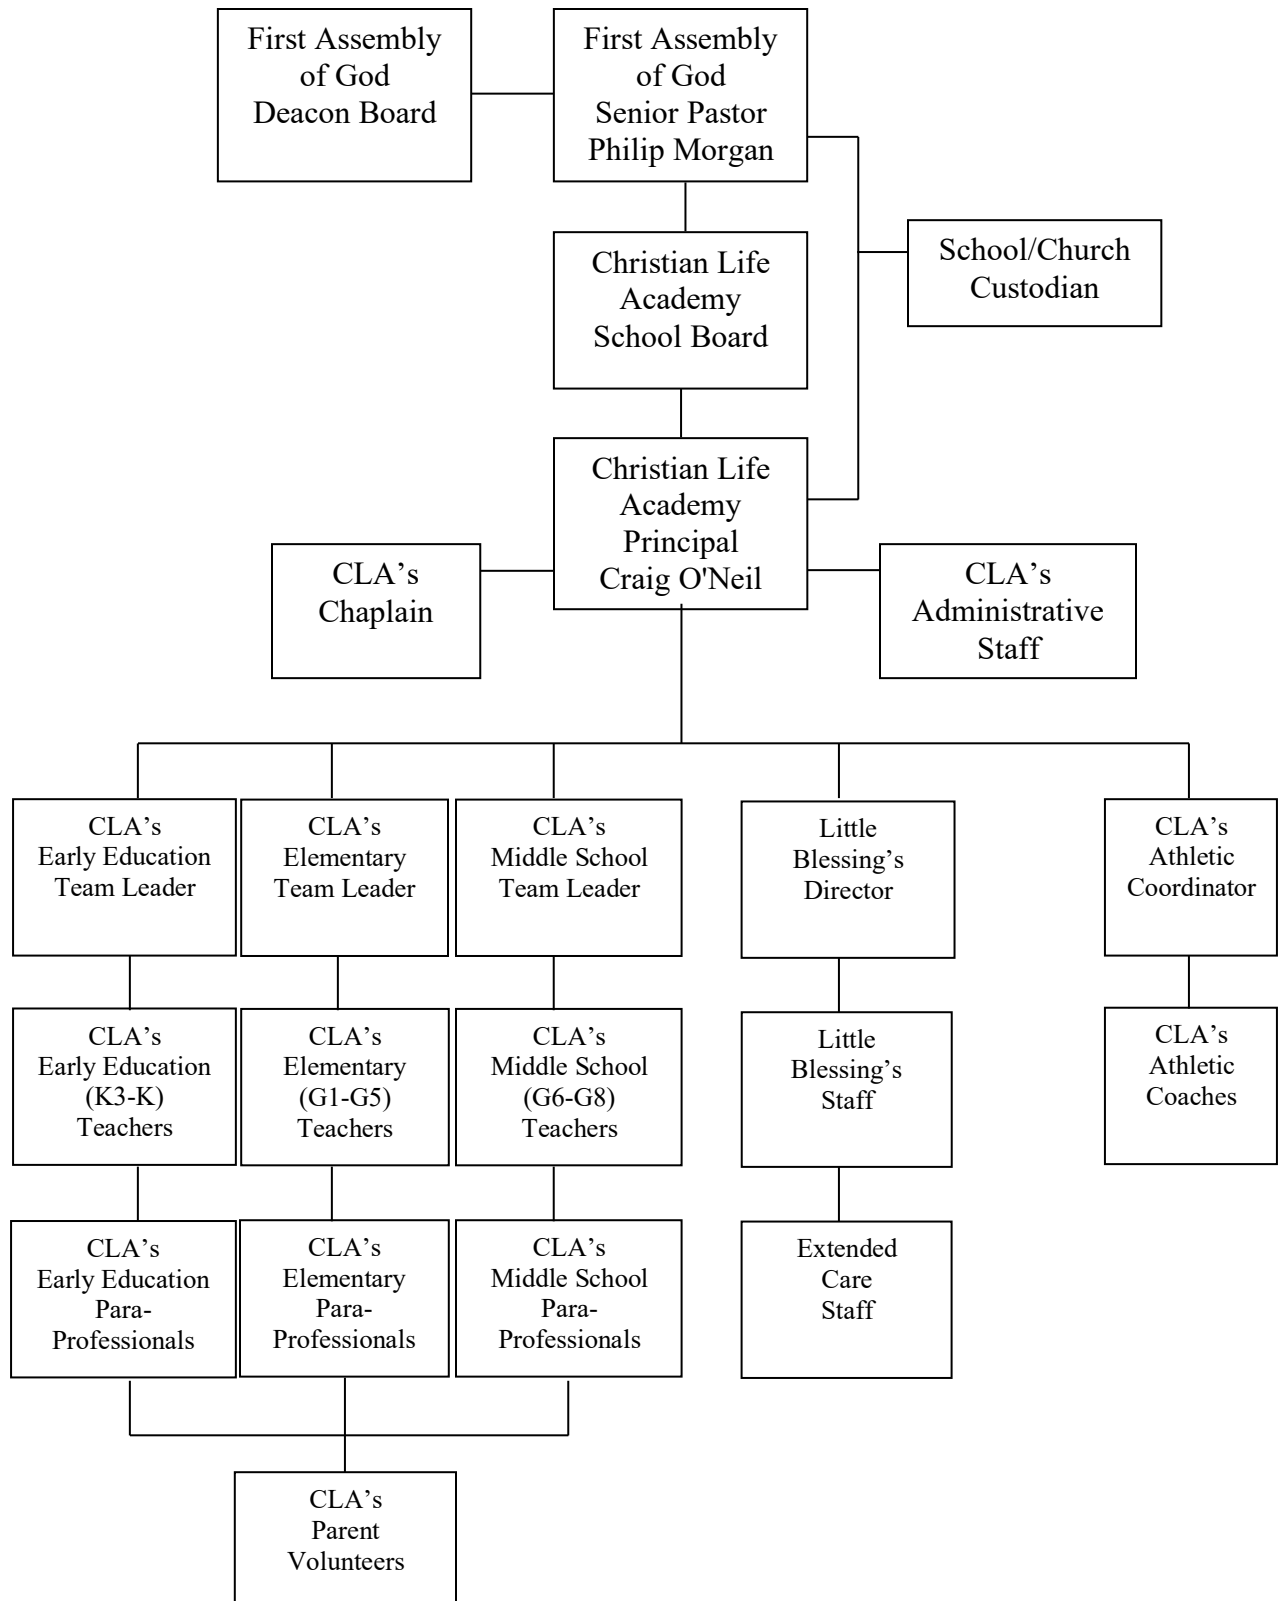 First Assembly
of God
Deacon Board
First Assembly
of God
Senior Pastor
Philip Morgan
School/Church
Custodian
Christian Life
Academy
School Board
Christian Life
Academy
Principal
Craig O'Neil
CLA’s
Chaplain
CLA’s
Administrative
Staff
CLA’s
Early Education
Team Leader
CLA’s
Elementary
Team Leader
CLA’s
Middle School
Team Leader
Little
Blessing’s
Director
CLA’s
Athletic
Coordinator
CLA’s
Early Education
(K3-K)
Teachers
CLA’s
Elementary
(G1-G5)
Teachers
CLA’s
Middle School
(G6-G8)
Teachers
Little
Blessing’s
Staff
CLA’s
Athletic
Coaches
CLA’s
Early Education
Para-
Professionals
CLA’s
Elementary
Para-
Professionals
CLA’s
Middle School
Para-
Professionals
Extended
Care
Staff
CLA’s
Parent
Volunteers